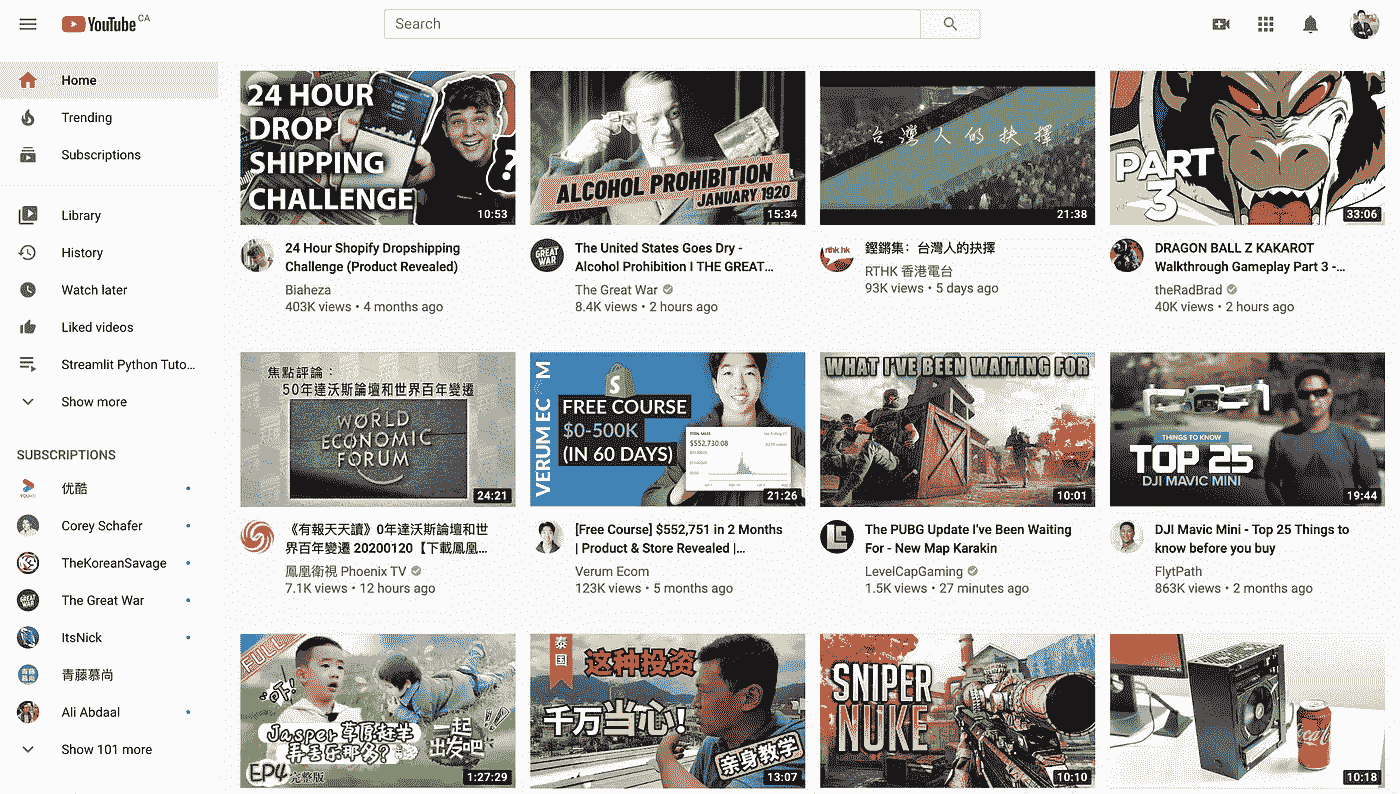 YouTube CA
Search
Home
Trending
Subscriptions
Library
History
Watch later
Liked videos
Streamlit Python Tuto...
Show more
SUBSCRIPTIONS
优酷
Corey Schafer
TheKoreanSavage
The Great War
ItsNick
青藤慕尚
Ali Abdaal
Show 101 more
24 HOUR
DROP
SHIPPING
CHALLENGE
10:53
24 Hour Shopify Dropshipping
Challenge (Product Revealed)
Biaheza
403K views • 4 months ago
ALCOHOL PROHIBITION
JANUARY 1920
15:34
GREAT
WAR
The United States Goes Dry -
Alcohol Prohibition I THE GREAT...
The Great War
8.4K views • 2 hours ago
台灣人的抉擇
21:38
rthk.hk
鏗鏘集：台灣人的抉擇
RTHK 香港電台
93K views • 5 days ago
PART
3
33:06
DRAGON BALL Z KAKAROT
Walkthrough Gameplay Part 3 -...
theRadBrad
40K views • 2 hours ago
焦點評論：
50年達沃斯論壇和世界百年變遷
WORLD
ECONOMIC
FORUM
24:21
《有報天天讀》0年達沃斯論壇和世
界百年變遷 20200120【下載鳳凰...
鳳凰衛視 Phoenix TV
7.1K views • 12 hours ago
VERUM EC M
FREE COURSE
$0-500K
(IN 60 DAYS)
$552,730.08
21:26
[Free Course] $552,751 in 2 Months
| Product & Store Revealed |...
Verum Ecom
123K views • 5 months ago
WHAT I'VE BEEN WAITING FOR
10:01
The PUBG Update I've Been Waiting
For - New Map Karakin
LevelCapGaming
1.5K views • 27 minutes ago
THINGS TO KNOW
TOP 25
DJI MAVIC MINI
19:44
DJI Mavic Mini - Top 25 Things to
know before you buy
FlytPath
863K views • 2 months ago
FULL
Jasper草原赶羊
弄丢乐那多?
一起
出发吧
EP4 完整版
1:27:29
泰国
这种投资
千万当心!
亲身教学
13:07
SNIPER
NUKE
10:10
10:18